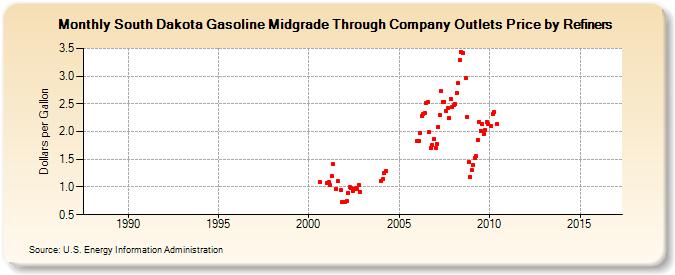 Monthly South Dakota Gasoline Midgrade Through Company Outlets Price by Refiners
Dollars per Gallon
3.5
3.0
2.5
2.0
1.5
1.0
0.5
1990 1995 2000 2005 2010 2015
Source: U.S. Energy Information Administration